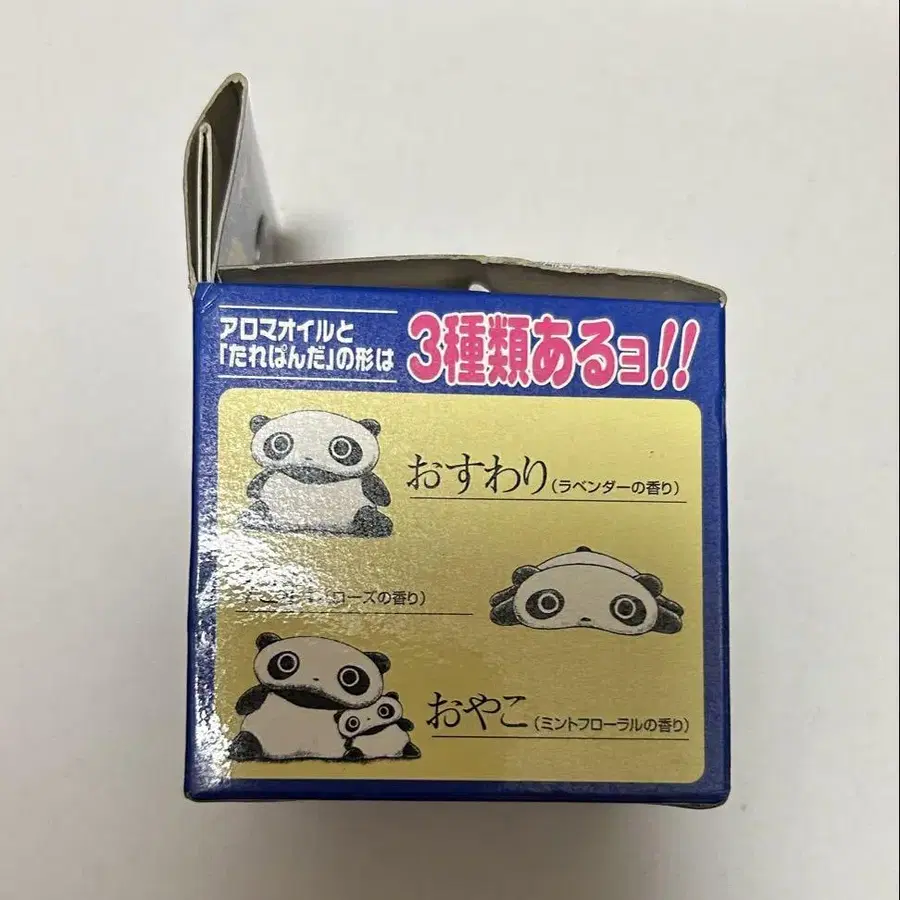 アロマオイルと
「たれぱんだ」の形は
3種類あるョ!!
おすわり(ラベンダーの香り)
(ローズの香り)
おやこ(ミントフローラルの香り)